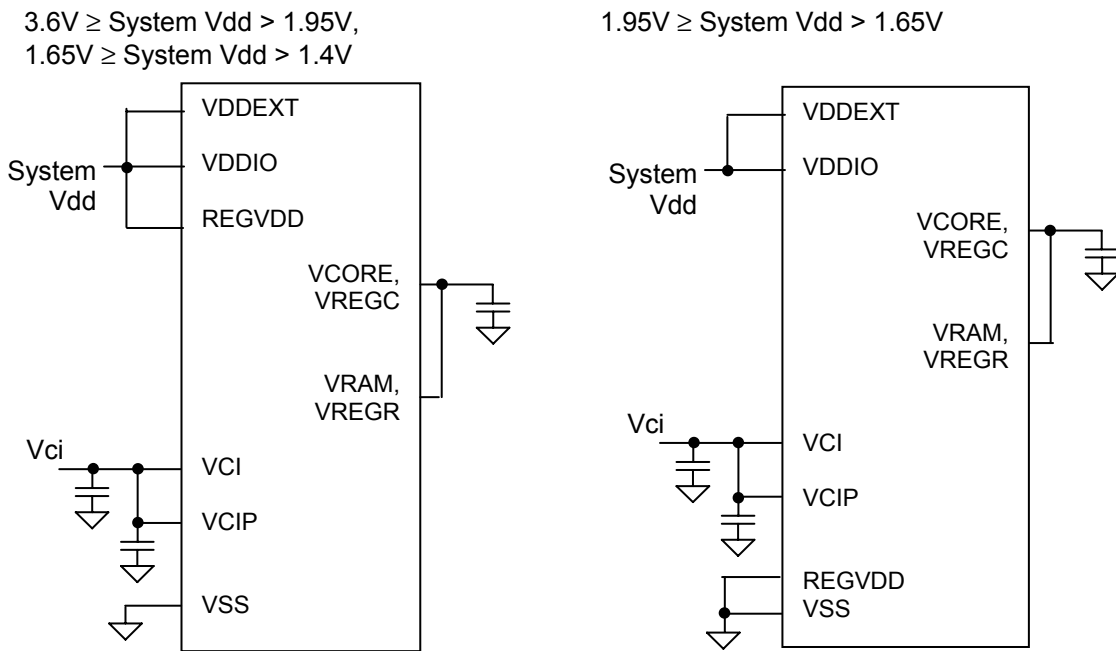 3.6V ≥ System Vdd > 1.95V,
1.65V ≥ System Vdd > 1.4V
VDDEXT
VDDIO
System
Vdd
REGVDD
VCORE,
VREGC
VRAM,
VREGR
Vci
VCI
VCIP
VSS
1.95V ≥ System Vdd > 1.65V
VDDEXT
VDDIO
System
Vdd
VCORE,
VREGC
VRAM,
VREGR
Vci
VCI
VCIP
REGVDD
VSS